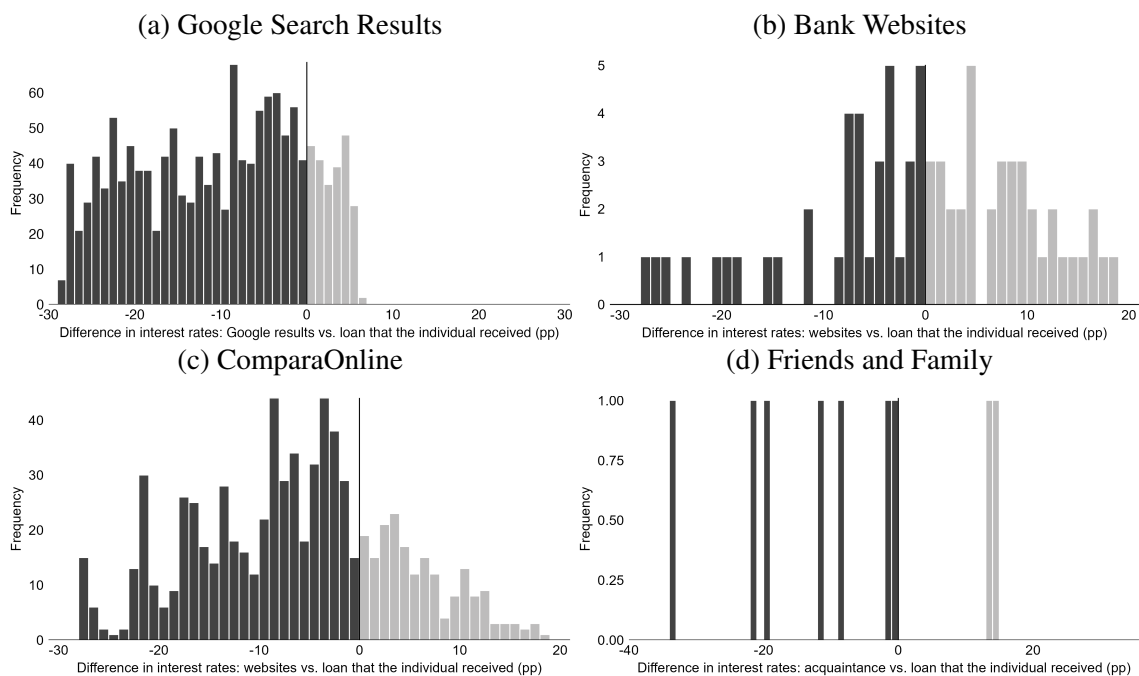 (a) Google Search Results
60
50
40
30
20
10
0
Frequency
-30 -20 -10 0 10 20 30
Difference in interest rates: Google results vs. loan that the individual received (pp)
(b) Bank Websites
5
4
3
2
1
0
Frequency
-30 -20 -10 0 10 20
Difference in interest rates: websites vs. loan that the individual received (pp)
(c) ComparaOnline
40
30
20
10
0
Frequency
-30 -20 -10 0 10 20
Difference in interest rates: websites vs. loan that the individual received (pp)
(d) Friends and Family
1.00
0.75
0.50
0.25
0.00
Frequency
-40 -20 0 20
Difference in interest rates: acquaintance vs. loan that the individual received (pp)